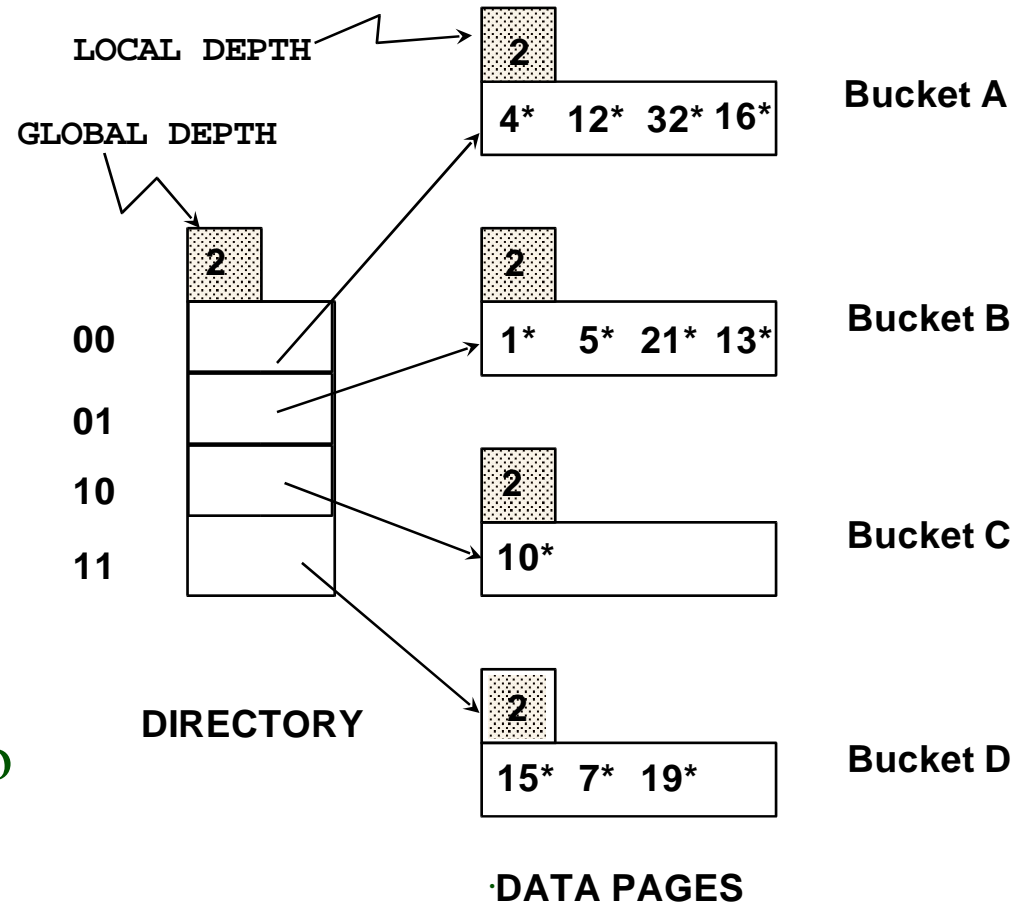 LOCAL DEPTH
2
4* 12* 32* 16*
Bucket A
GLOBAL DEPTH
2
2
1* 5* 21* 13*
Bucket B
00
01
10
11
2
10*
Bucket C
DIRECTORY
2
15* 7* 19*
Bucket D
DATA PAGES